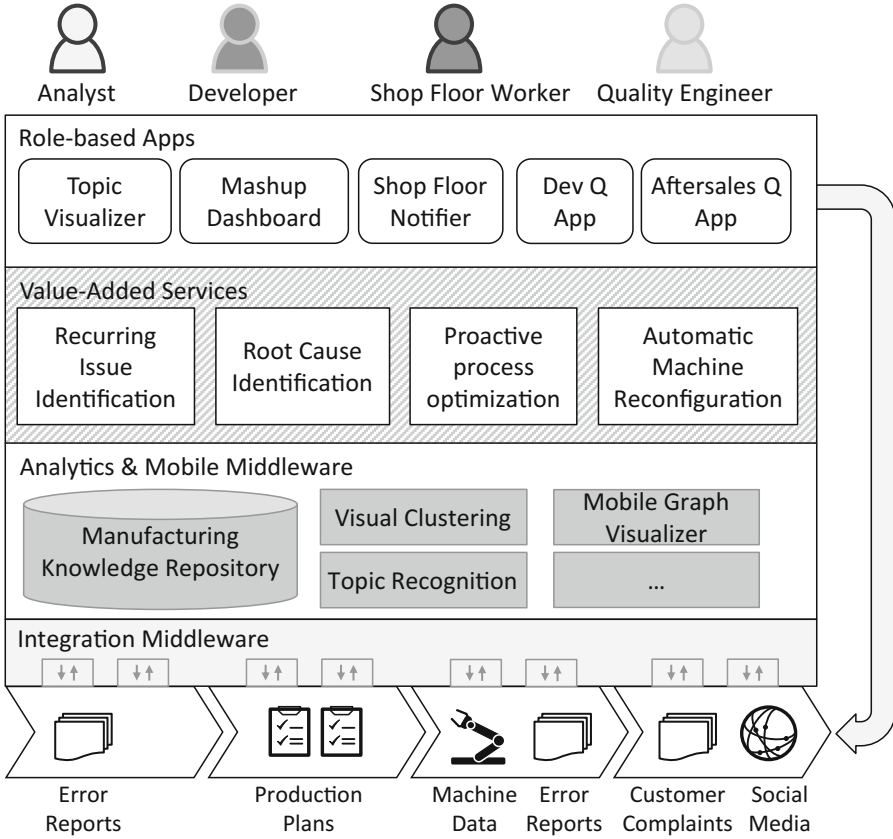 Analyst
Developer
Shop Floor Worker
Quality Engineer
Role-based Apps
Topic
Visualizer
Mashup
Dashboard
Shop Floor
Notifier
Dev Q
App
Aftersales Q
App
Value-Added Services
Recurring
Issue
Identification
Root Cause
Identification
Proactive
process
optimization
Automatic
Machine
Reconfiguration
Analytics & Mobile Middleware
Manufacturing
Knowledge Repository
Visual Clustering
Mobile Graph
Visualizer
Topic Recognition
...
Integration Middleware
Error
Reports
Production
Plans
Machine
Data
Error
Reports
Customer
Complaints
Social
Media